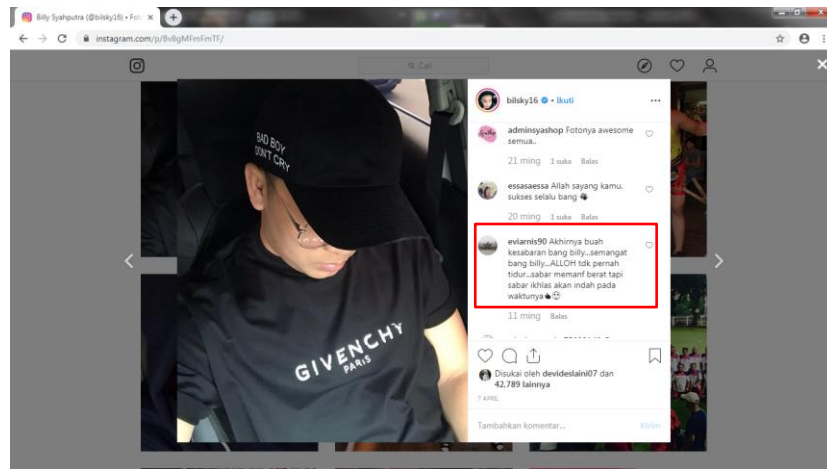 Billy Syahputra (@bilsky16) • Fot
instagram.com/p/Bv8gMFmFmTF/
Cari
BAD BOY
DON'T CRY
GIVENCHY
PARIS
bilsky16 • Ikuti
adminsyashop Fotonya awesome
semua..
21 ming 1 suka Balas
essasaessa Allah sayang kamu.
sukses selalu bang
20 ming 1 suka Balas
eviarnis90 Akhirnya buah
kesabaran bang billy...semangat
bang billy...ALLOH tdk pernah
tidur...sabar memanf berat tapi
sabar ikhlas akan indah pada
waktunya
11 ming Balas
Disukai oleh devideslaini07 dan
42,789 lainnya
7 APRIL
Tambahkan komentar...
Kirim